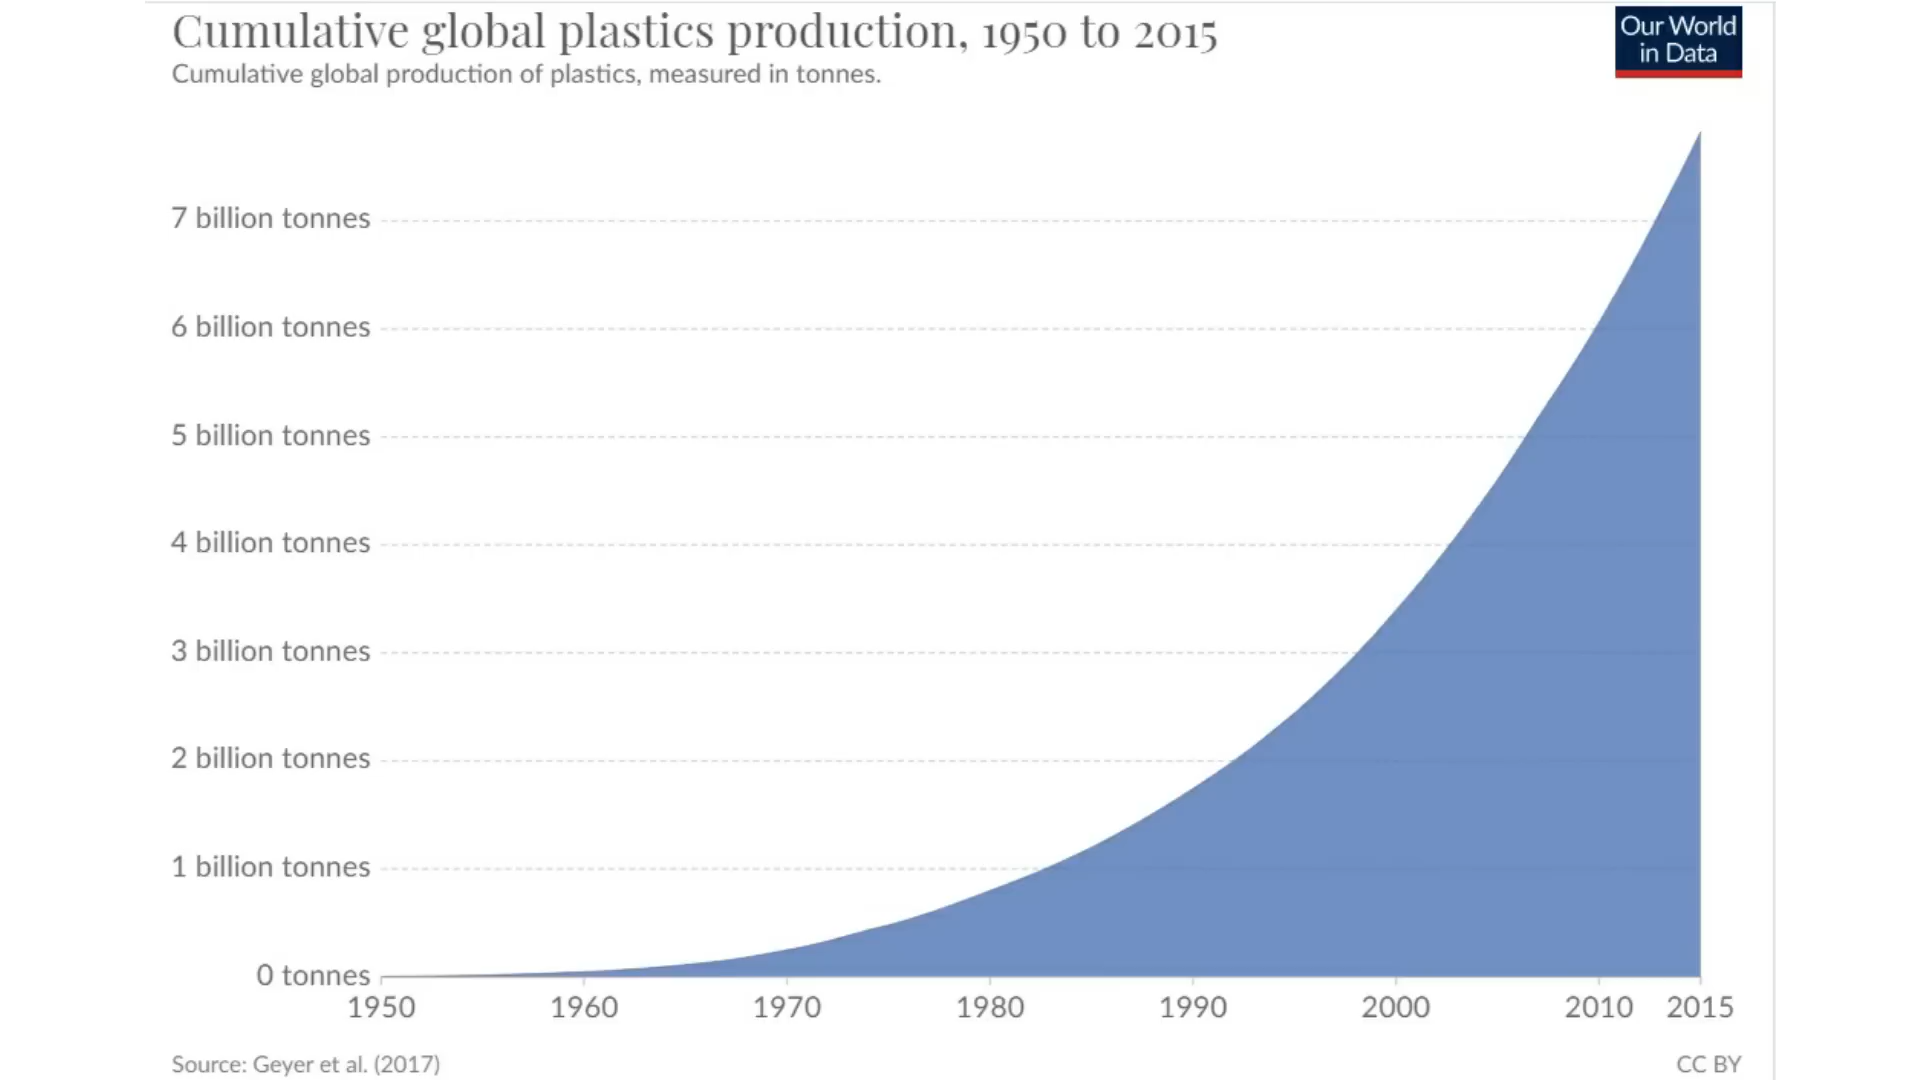 Cumulative global plastics production, 1950 to 2015
Cumulative global production of plastics, measured in tonnes.
Our World
in Data
7 billion tonnes
6 billion tonnes
5 billion tonnes
4 billion tonnes
3 billion tonnes
2 billion tonnes
1 billion tonnes
0 tonnes
1950 1960 1970 1980 1990 2000 2010 2015
Source: Geyer et al. (2017)
CC BY